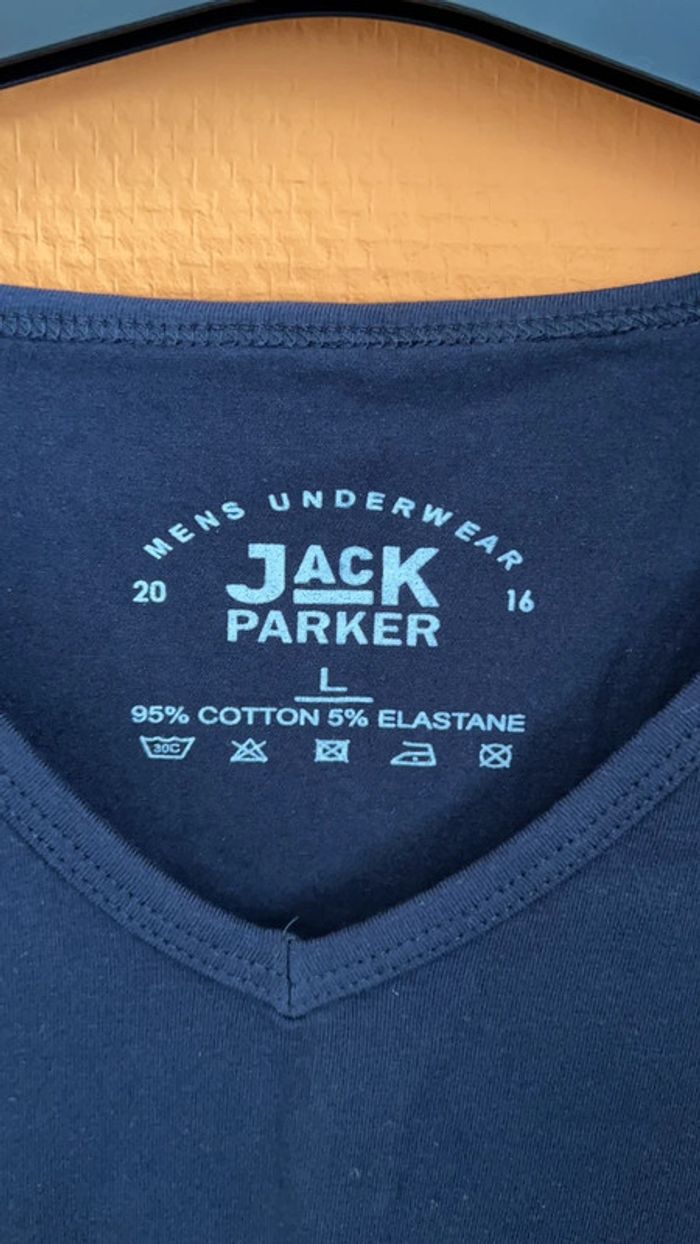 MENS UNDERWEAR
20 16
JACK
PARKER
L
95% COTTON 5% ELASTANE
30C